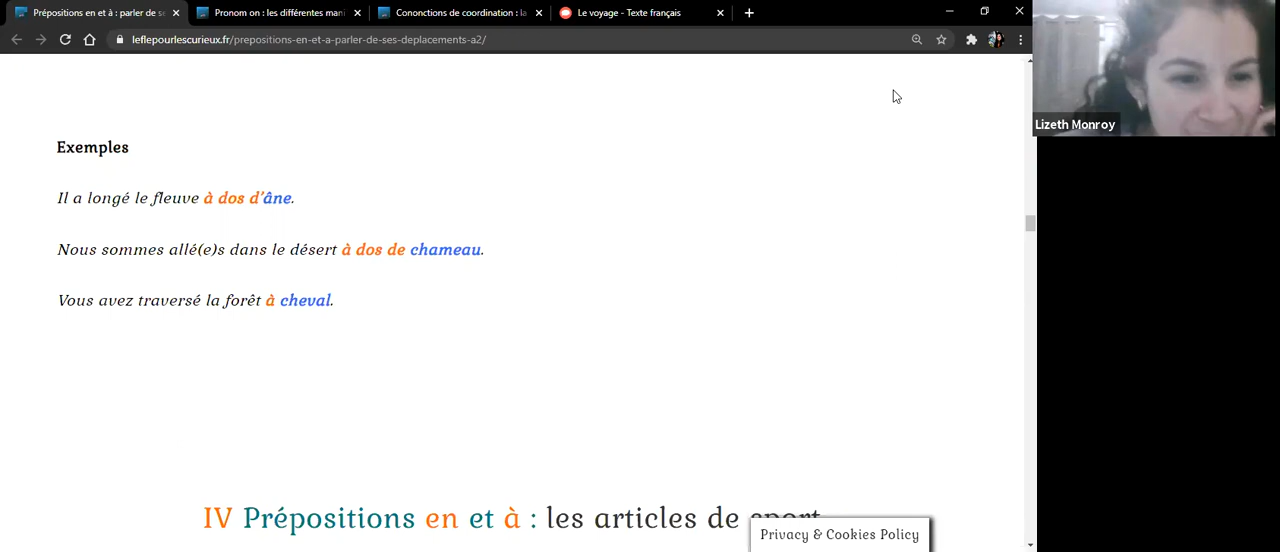 Prépositions en et à : parler de se
Pronom on : les différentes mani
Cononctions de coordination : la
Le voyage - Texte français
leflepourlescurieux.fr/prepositions-en-et-a-parler-de-ses-deplacements-a2/
Lizeth Monroy
Exemples
Il a longé le fleuve à dos d'âne.
Nous sommes allé(e)s dans le désert à dos de chameau.
Vous avez traversé la forêt à cheval.
IV Prépositions en et à : les articles de sport
Privacy & Cookies Policy